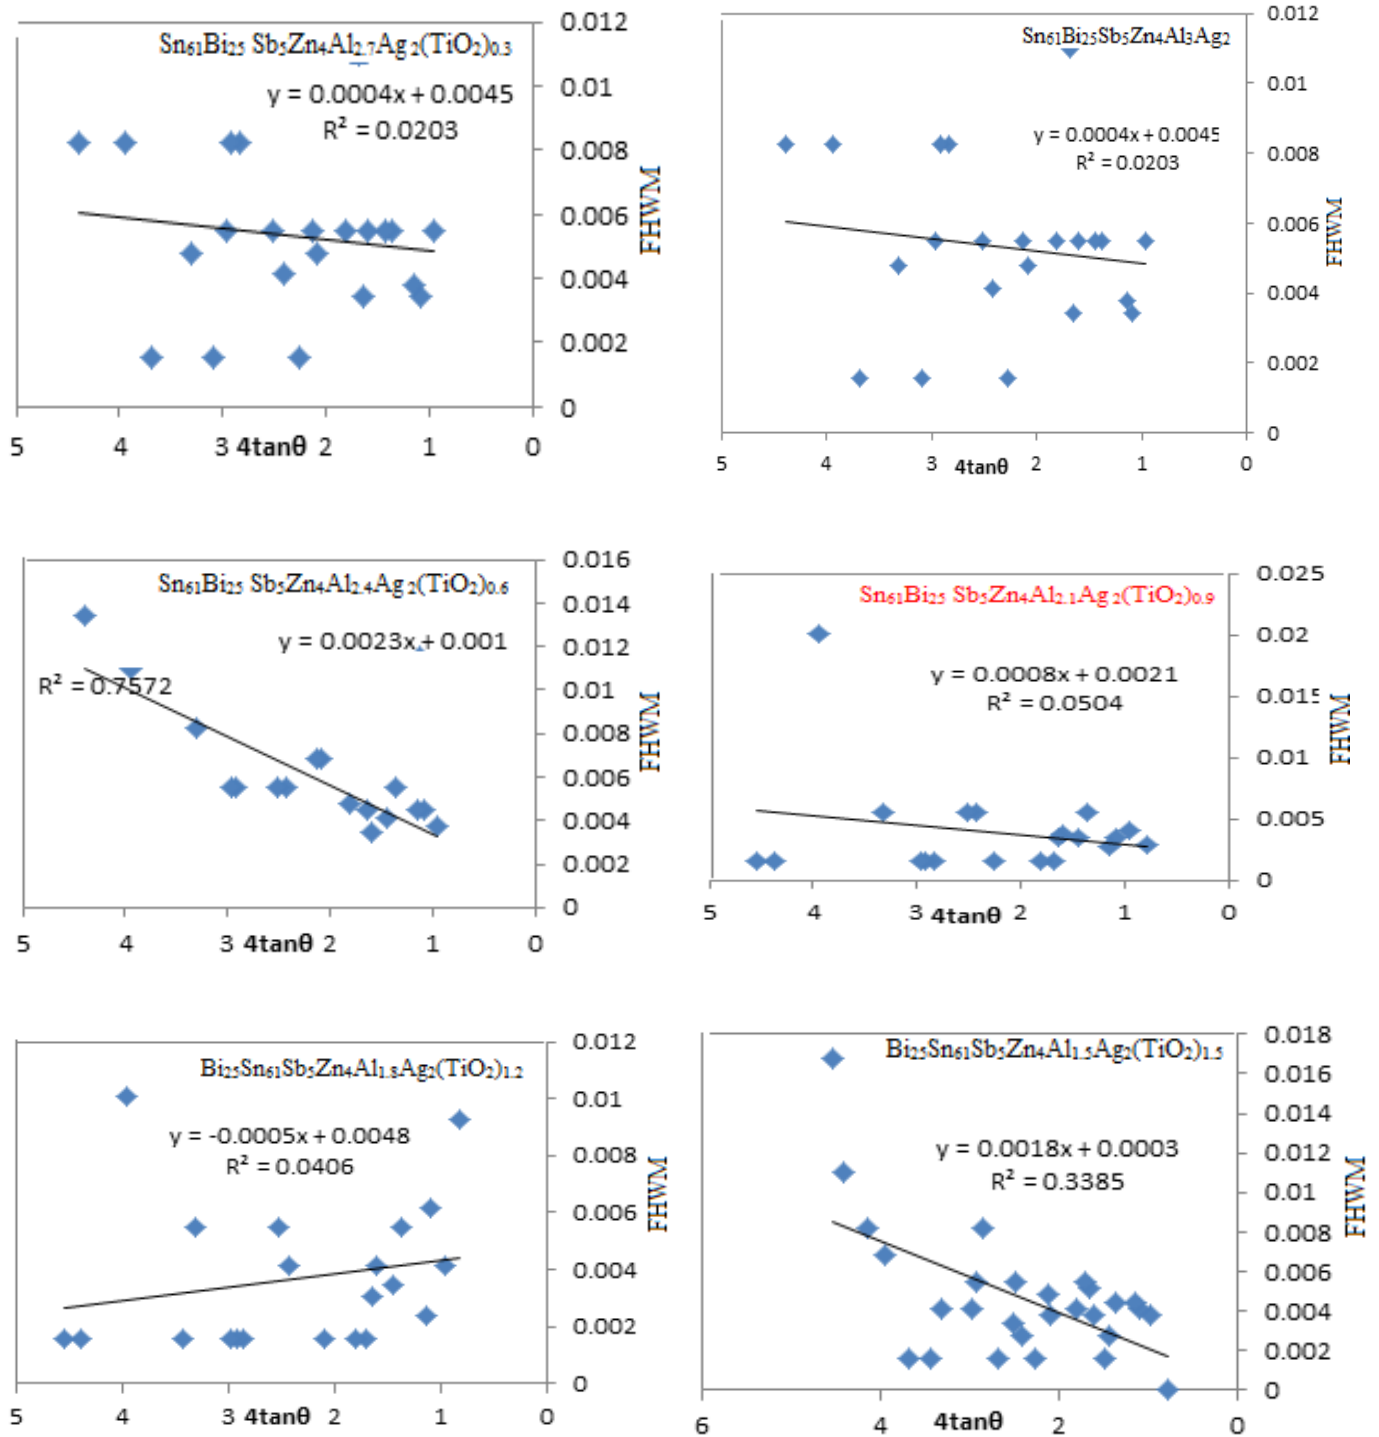 Sn₆₁Bi₂₅ Sb₅Zn₄Al₂.₇Ag₂(TiO₂)₀.₃
y = 0.0004x + 0.0045
R² = 0.0203
0.012
0.01
0.008
0.006
0.004
0.002
0
FHWM
5 4 3 4tanθ 2 1 0
Sn₆₁Bi₂₅Sb₅Zn₄Al₃Ag₂
y = 0.0004x + 0.0045
R² = 0.0203
0.012
0.01
0.008
0.006
0.004
0.002
0
FHWM
5 4 3 4tanθ 2 1 0
Sn₆₁Bi₂₅ Sb₅Zn₄Al₂.₄Ag₂(TiO₂)₀.₆
y = 0.0023x + 0.001
R² = 0.7572
0.016
0.014
0.012
0.01
0.008
0.006
0.004
0.002
0
FHWM
5 4 3 4tanθ 2 1 0
Sn₆₁Bi₂₅ Sb₅Zn₄Al₂.₁Ag₂(TiO₂)₀.₉
y = 0.0008x + 0.0021
R² = 0.0504
0.025
0.02
0.015
0.01
0.005
0
FHWM
5 4 3 4tanθ 2 1 0
Bi₂₅Sn₆₁Sb₅Zn₄Al₁.₈Ag₂(TiO₂)₁.₂
y = -0.0005x + 0.0048
R² = 0.0406
0.012
0.01
0.008
0.006
0.004
0.002
0
FHWM
5 4 3 4tanθ 2 1 0
Bi₂₅Sn₆₁Sb₅Zn₄Al₁.₅Ag₂(TiO₂)₁.₅
y = 0.0018x + 0.0003
R² = 0.3385
0.018
0.016
0.014
0.012
0.01
0.008
0.006
0.004
0.002
0
FHWM
6 4 4tanθ 2 0